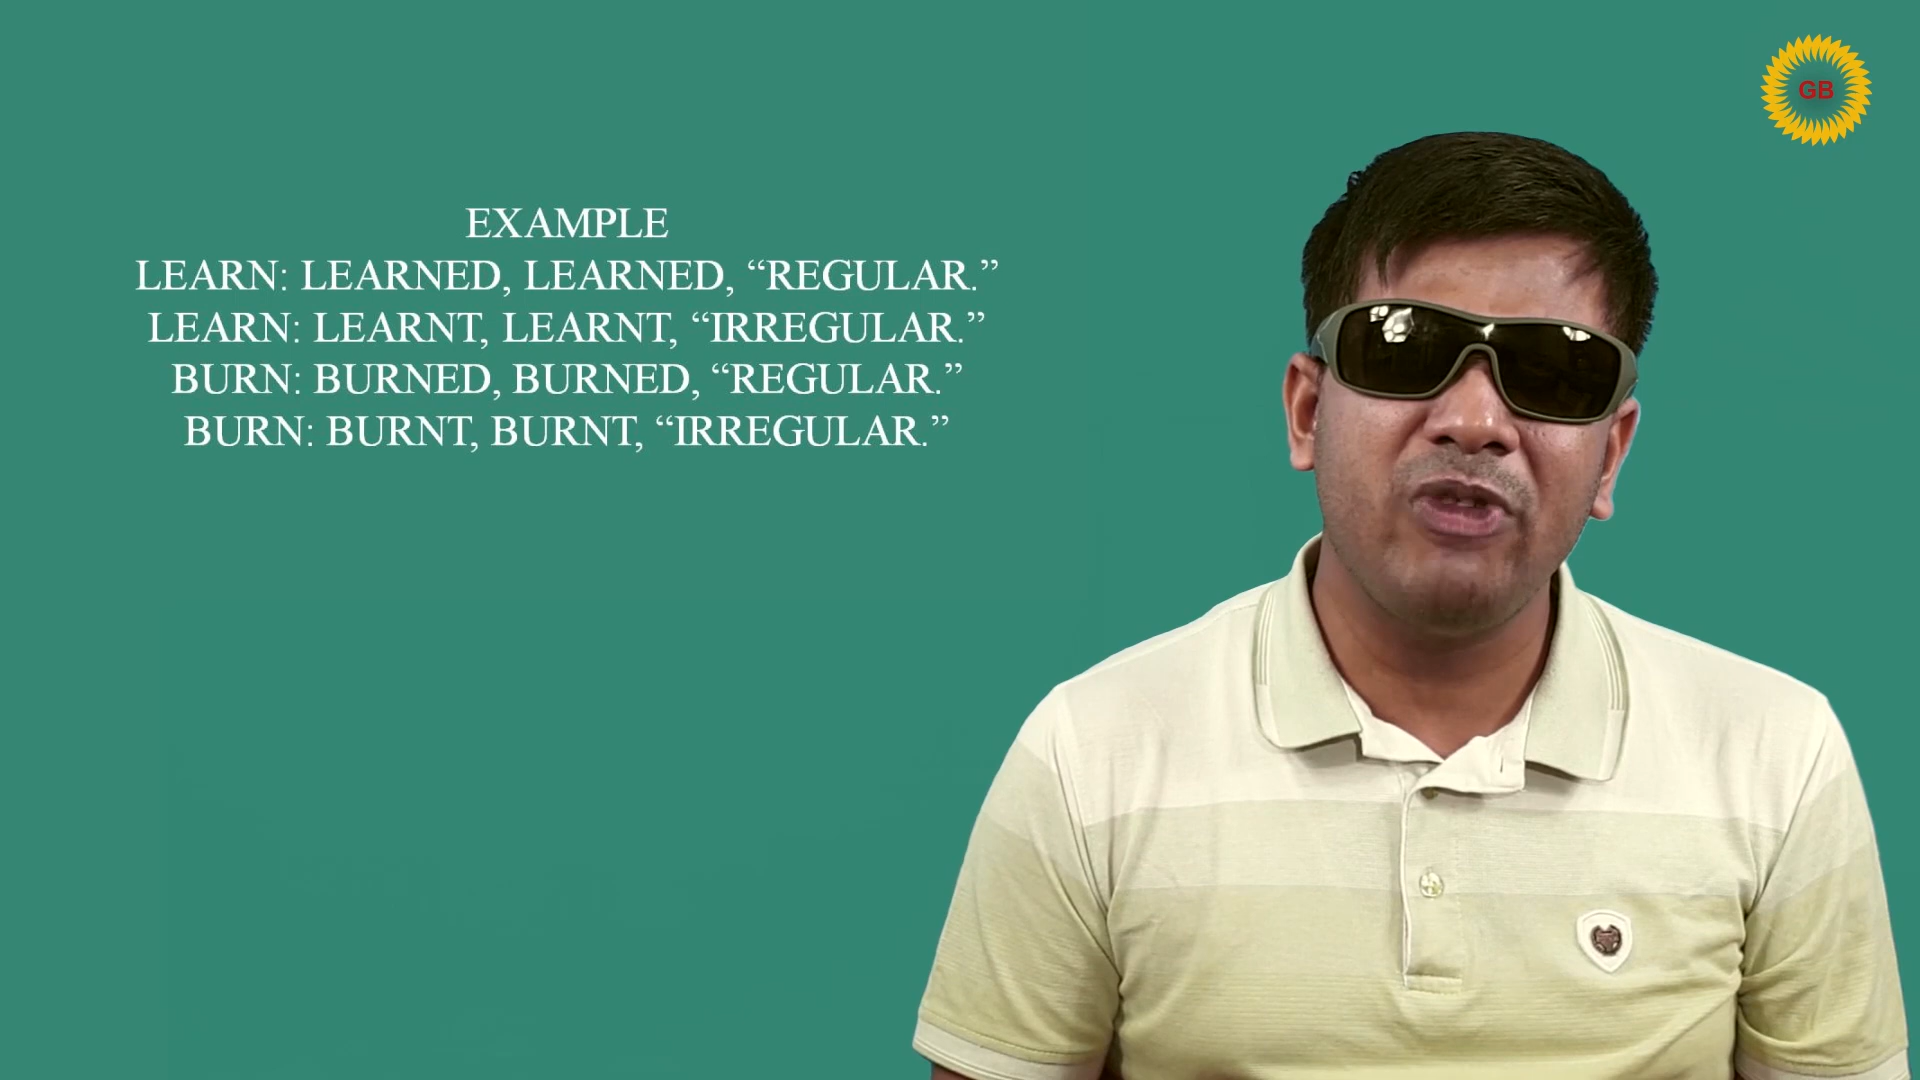 GB
EXAMPLE
LEARN: LEARNED, LEARNED, “REGULAR.”
LEARN: LEARNT, LEARNT, “IRREGULAR.”
BURN: BURNED, BURNED, “REGULAR.”
BURN: BURNT, BURNT, “IRREGULAR.”